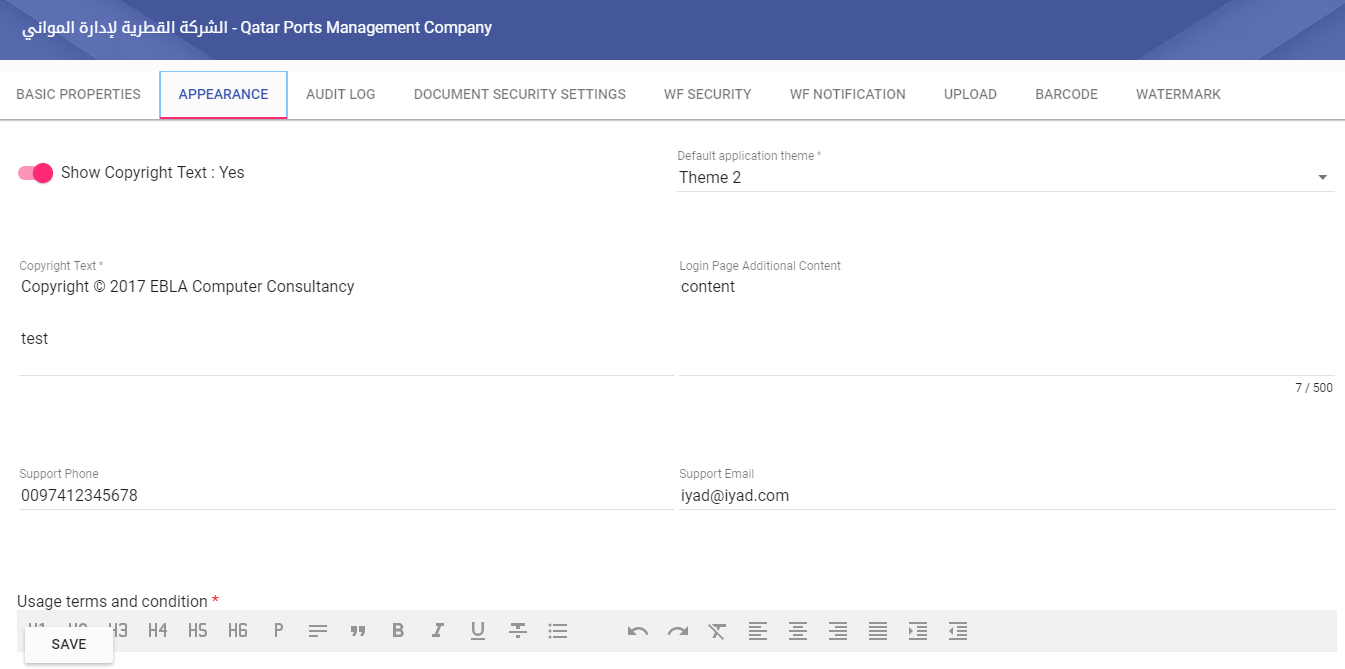 الشركة القطرية لإدارة المواني - Qatar Ports Management Company
BASIC PROPERTIES APPEARANCE AUDIT LOG DOCUMENT SECURITY SETTINGS WF SECURITY WF NOTIFICATION UPLOAD BARCODE WATERMARK
Show Copyright Text : Yes
Default application theme *
Theme 2
Copyright Text *
Copyright © 2017 EBLA Computer Consultancy
test
Login Page Additional Content
content
7 / 500
Support Phone
0097412345678
Support Email
iyad@iyad.com
Usage terms and condition *
H1 H2 H3 H4 H5 H6 P B I U
SAVE